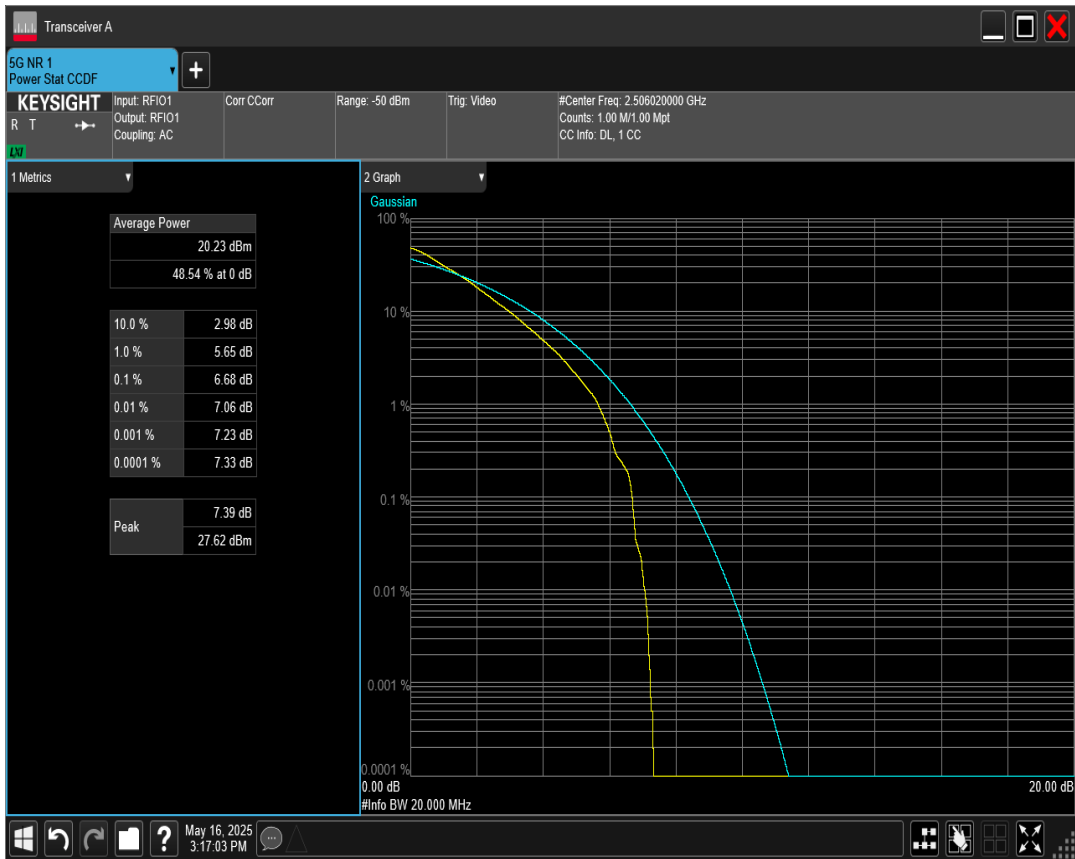 Transceiver A
5G NR 1
Power Stat CCDF
+
KEYSIGHT
R T
LXI
Input: RFIO1
Output: RFIO1
Coupling: AC
Corr CCorr
Range: -50 dBm
Trig: Video
#Center Freq: 2.506020000 GHz
Counts: 1.00 M/1.00 Mpt
CC Info: DL, 1 CC
1 Metrics
Average Power
20.23 dBm
48.54 % at 0 dB
10.0 % 2.98 dB
1.0 % 5.65 dB
0.1 % 6.68 dB
0.01 % 7.06 dB
0.001 % 7.23 dB
0.0001 % 7.33 dB
Peak
7.39 dB
27.62 dBm
2 Graph
Gaussian
100 %
10 %
1 %
0.1 %
0.01 %
0.001 %
0.0001 %
0.00 dB 20.00 dB
#Info BW 20.000 MHz
?
May 16, 2025
3:17:03 PM